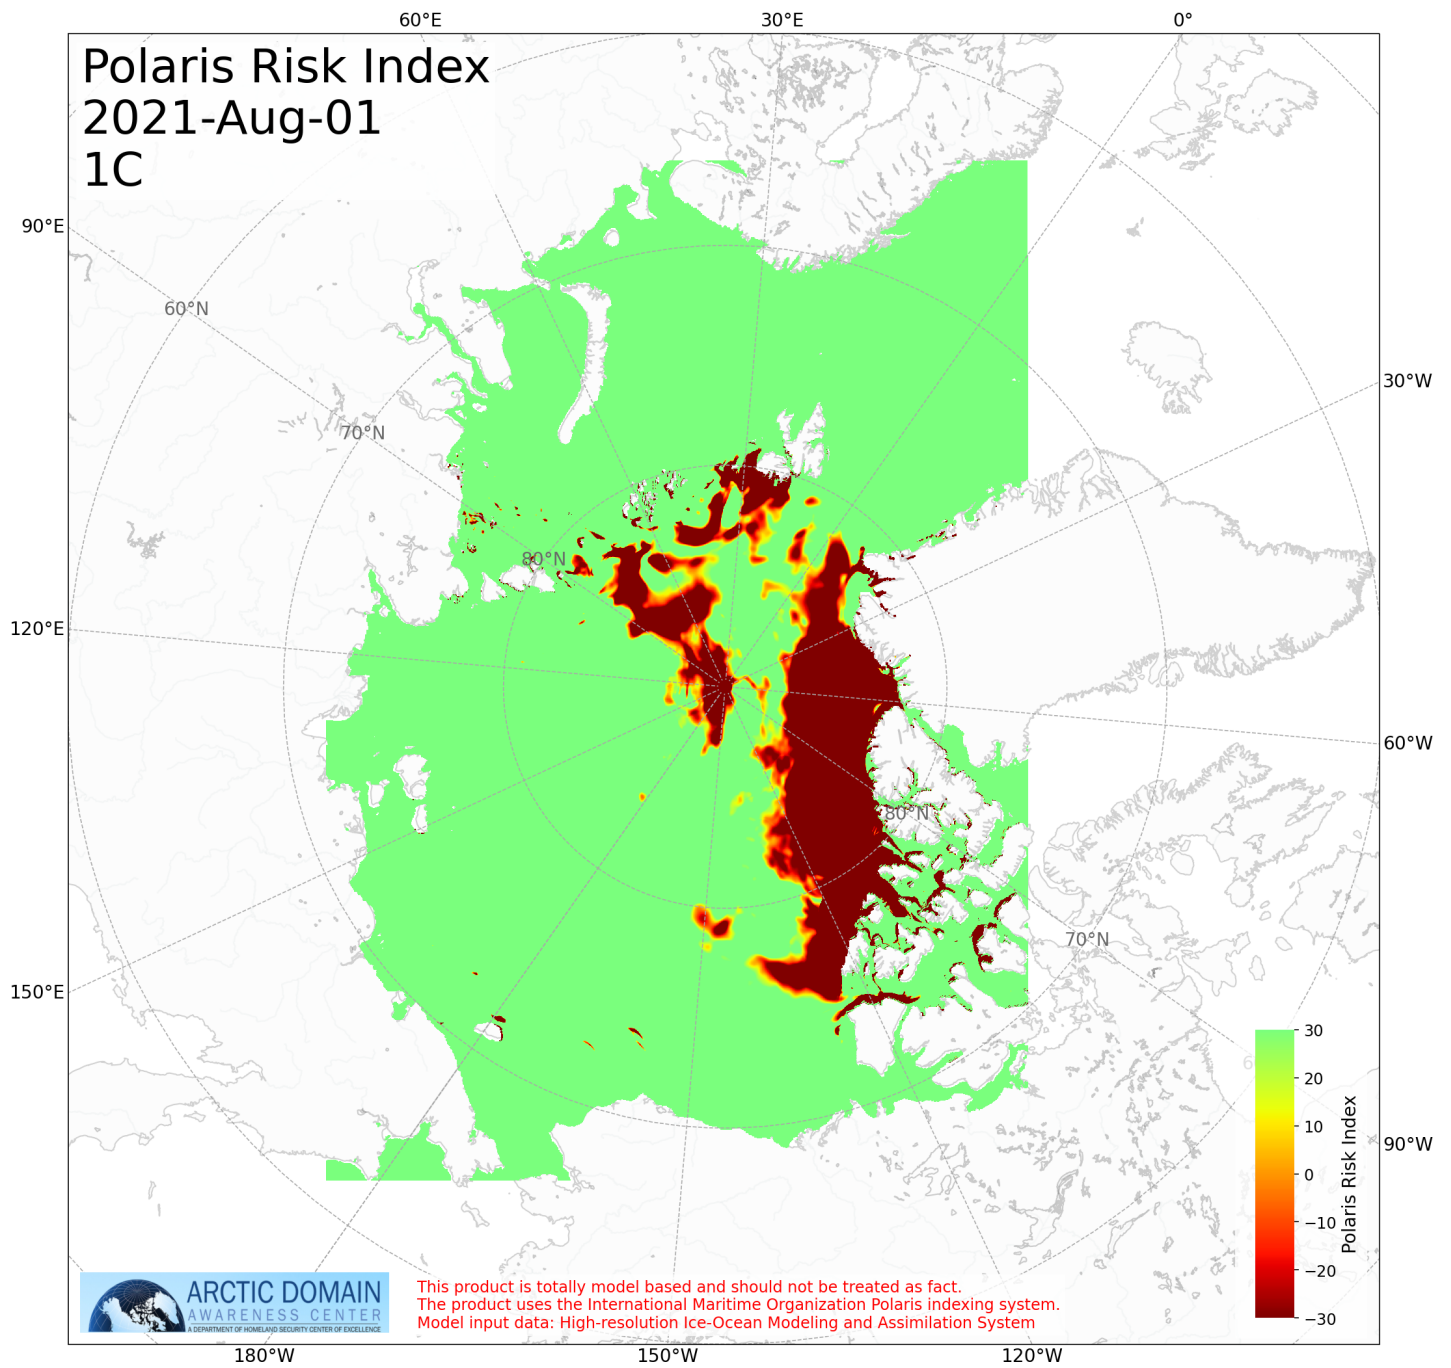 60°E
30°E
0°
Polaris Risk Index
2021-Aug-01
1C
90°E
60°N
30°W
70°N
80°N
120°E
60°W
80°N
70°N
150°E
30
20
10
0
−10
−20
−30
Polaris Risk Index
90°W
ARCTIC DOMAIN
AWARENESS CENTER
A DEPARTMENT OF HOMELAND SECURITY CENTER OF EXCELLENCE
This product is totally model based and should not be treated as fact.
The product uses the International Maritime Organization Polaris indexing system.
Model input data: High-resolution Ice-Ocean Modeling and Assimilation System
180°W
150°W
120°W